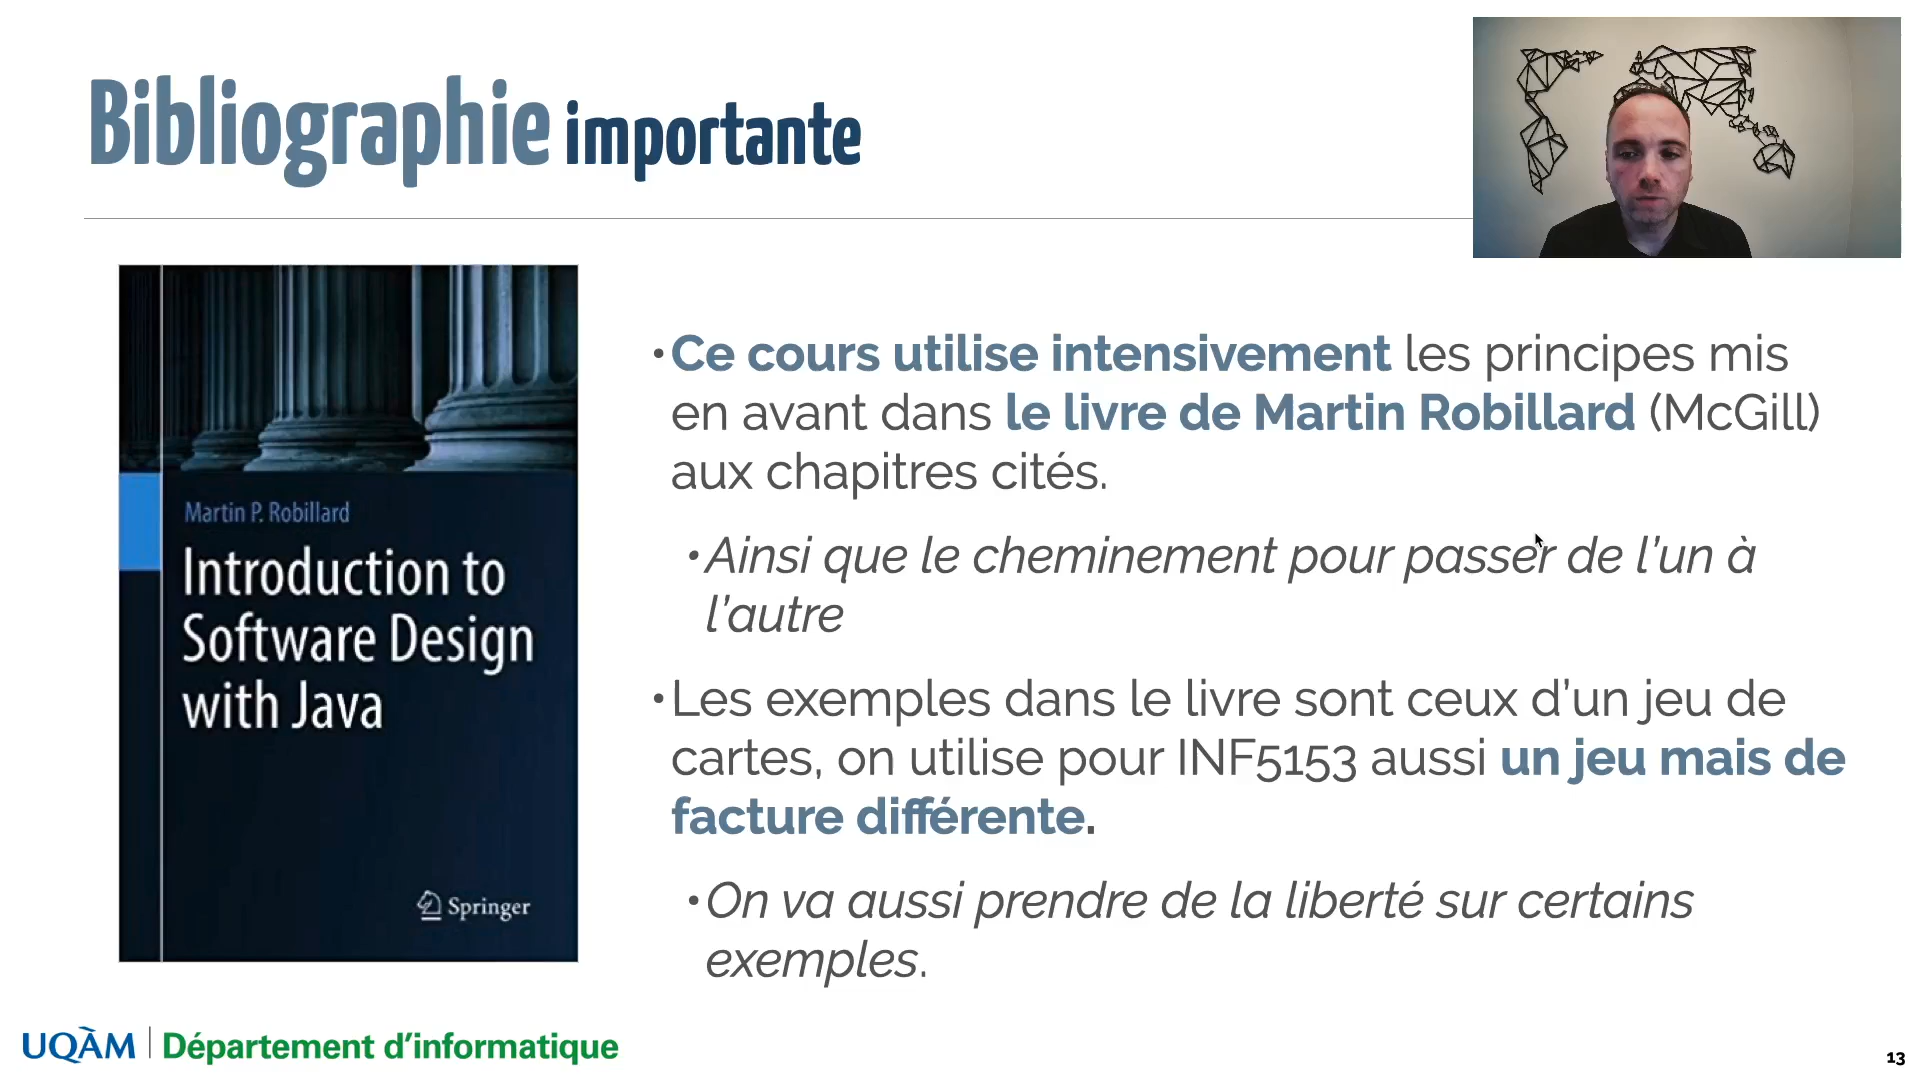 Bibliographie importante
Martin P. Robillard
Introduction to
Software Design
with Java
Springer
•Ce cours utilise intensivement les principes mis
en avant dans le livre de Martin Robillard (McGill)
aux chapitres cités.
•Ainsi que le cheminement pour passer de l’un à
l’autre
•Les exemples dans le livre sont ceux d’un jeu de
cartes, on utilise pour INF5153 aussi un jeu mais de
facture différente.
•On va aussi prendre de la liberté sur certains
exemples.
UQÀM | Département d’informatique
13